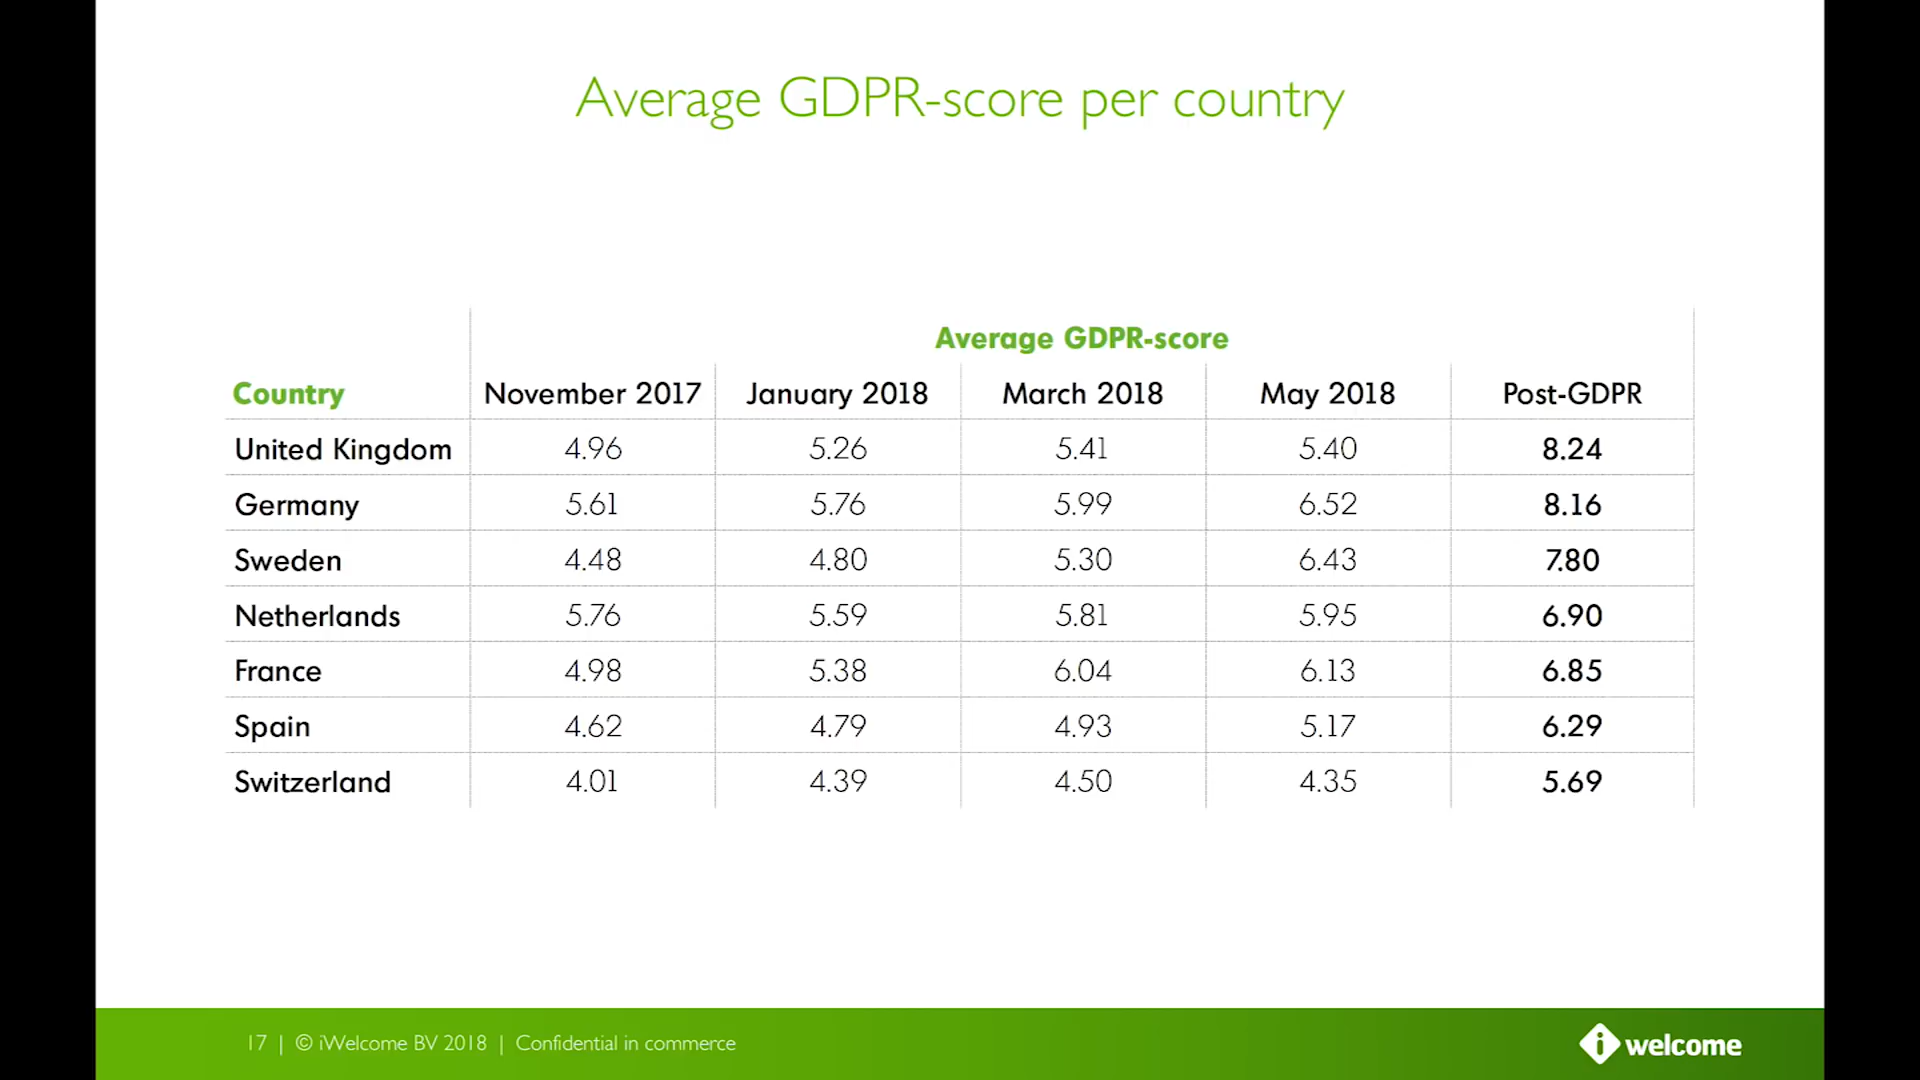 Average GDPR-score per country
Average GDPR-score
Country November 2017 January 2018 March 2018 May 2018 Post-GDPR
United Kingdom 4.96 5.26 5.41 5.40 8.24
Germany 5.61 5.76 5.99 6.52 8.16
Sweden 4.48 4.80 5.30 6.43 7.80
Netherlands 5.76 5.59 5.81 5.95 6.90
France 4.98 5.38 6.04 6.13 6.85
Spain 4.62 4.79 4.93 5.17 6.29
Switzerland 4.01 4.39 4.50 4.35 5.69
17 | © iWelcome BV 2018 | Confidential in commerce
i welcome